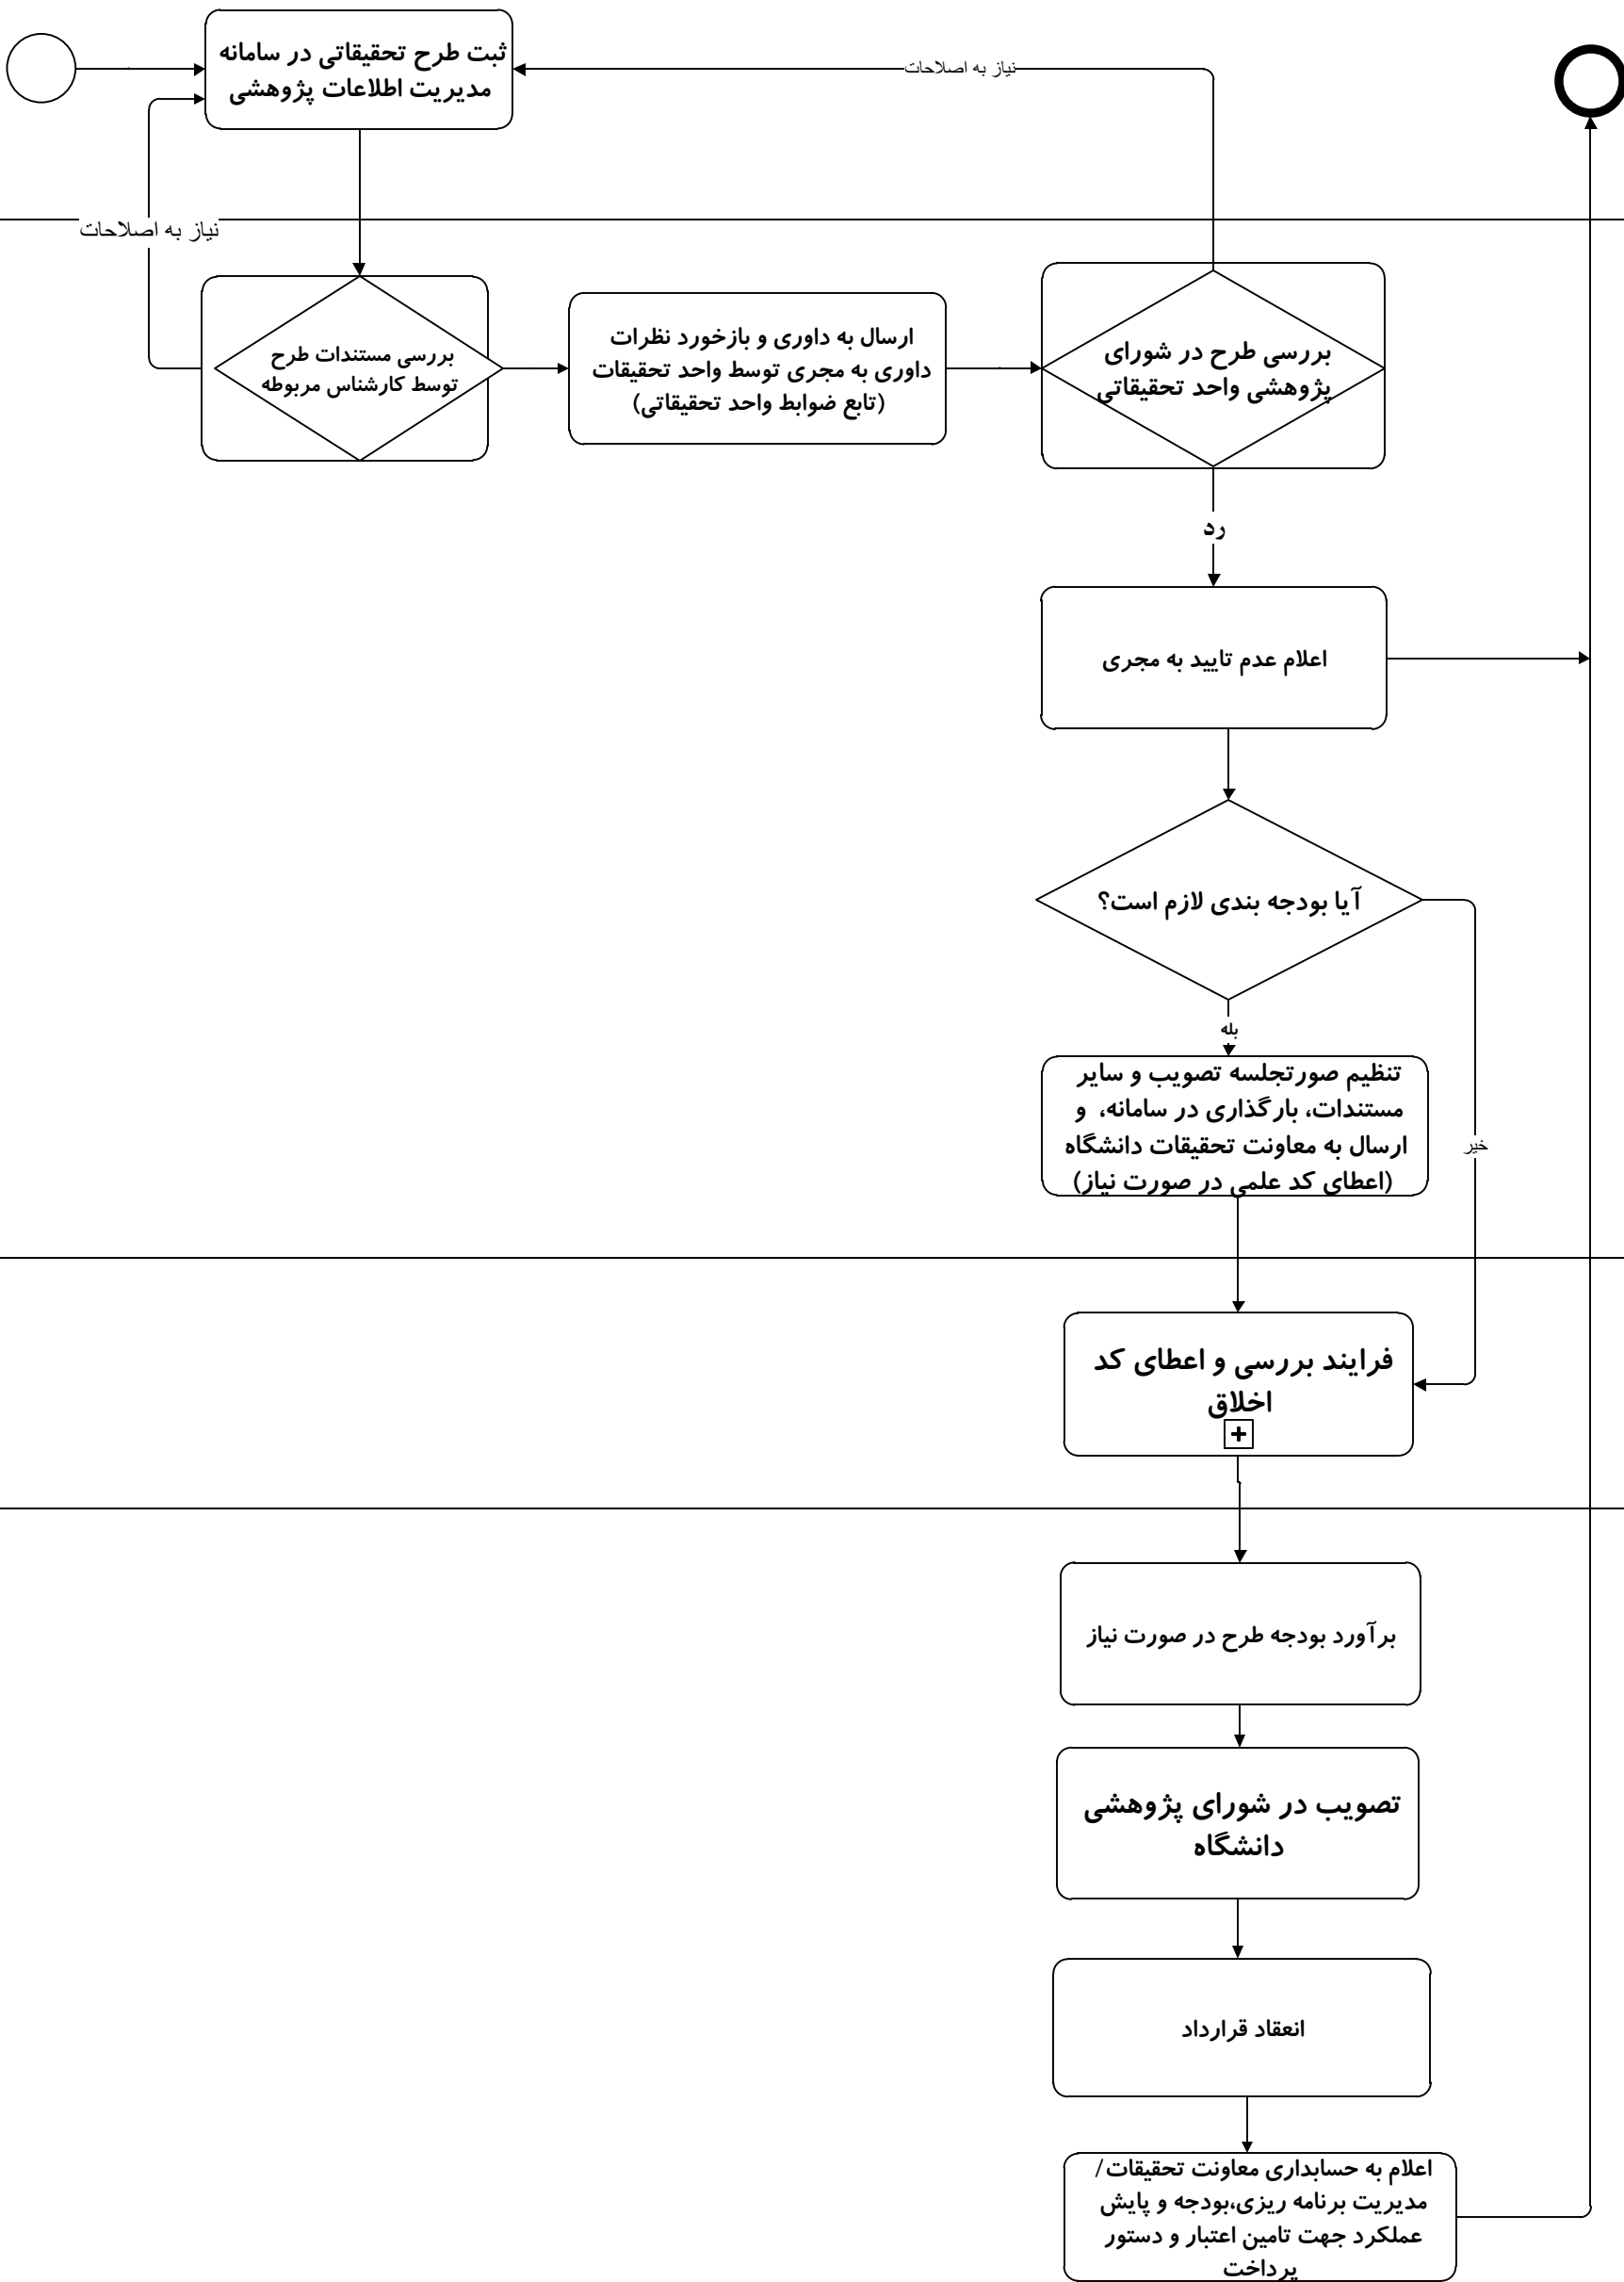 ثبت طرح تحقیقاتی در سامانه
مدیریت اطلاعات پژوهشی
نیاز به اصلاحات
نیاز به اصلاحات
بررسی مستندات طرح
توسط کارشناس مربوطه
ارسال به داوری و بازخورد نظرات
داوری به مجری توسط واحد تحقیقات
(تابع ضوابط واحد تحقیقاتی)
بررسی طرح در شورای
پژوهشی واحد تحقیقاتی
رد
اعلام عدم تایید به مجری
آیا بودجه بندی لازم است؟
بله
تنظیم صورتجلسه تصویب و سایر
مستندات، بارگذاری در سامانه، و
ارسال به معاونت تحقیقات دانشگاه
(اعطای کد علمی در صورت نیاز)
خیر
فرایند بررسی و اعطای کد
اخلاق
برآورد بودجه طرح در صورت نیاز
تصویب در شورای پژوهشی
دانشگاه
انعقاد قرارداد
اعلام به حسابداری معاونت تحقیقات/
مدیریت برنامه ریزی،بودجه و پایش
عملکرد جهت تامین اعتبار و دستور
پرداخت